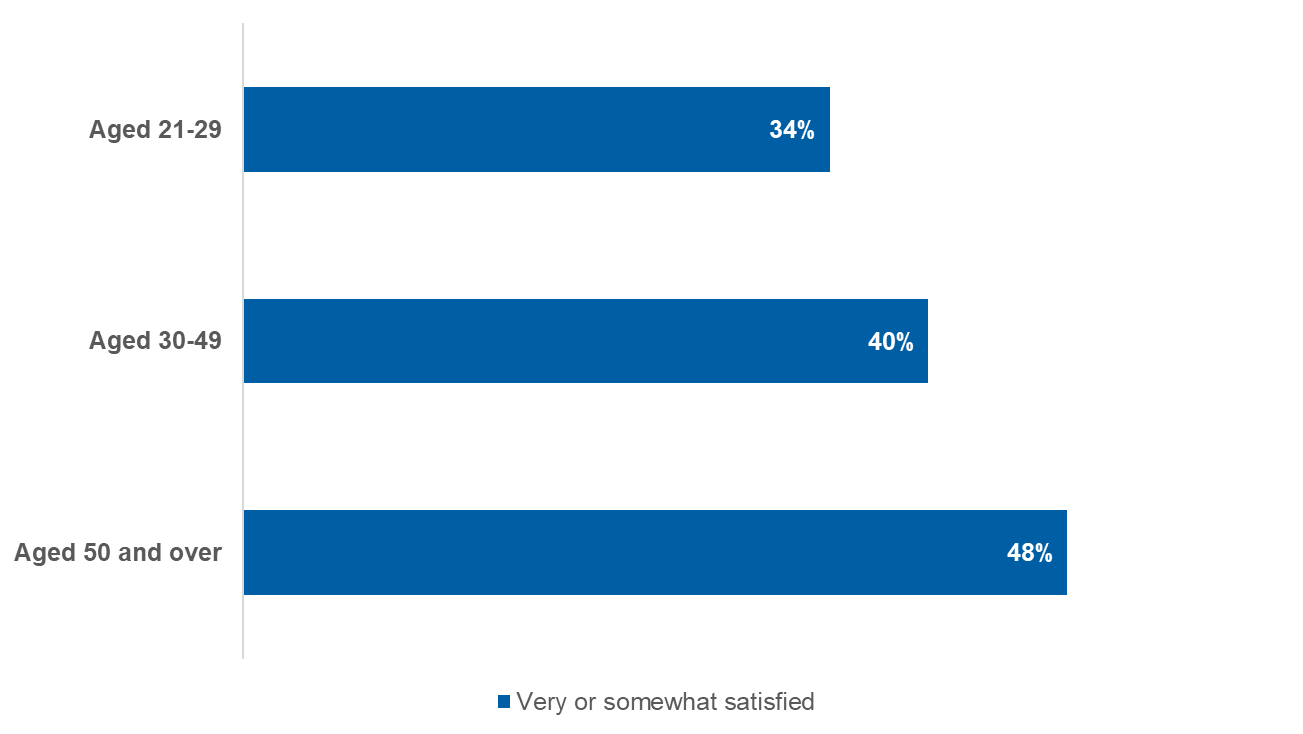 Aged 21-29
34%
Aged 30-49
40%
Aged 50 and over
48%
Very or somewhat satisfied